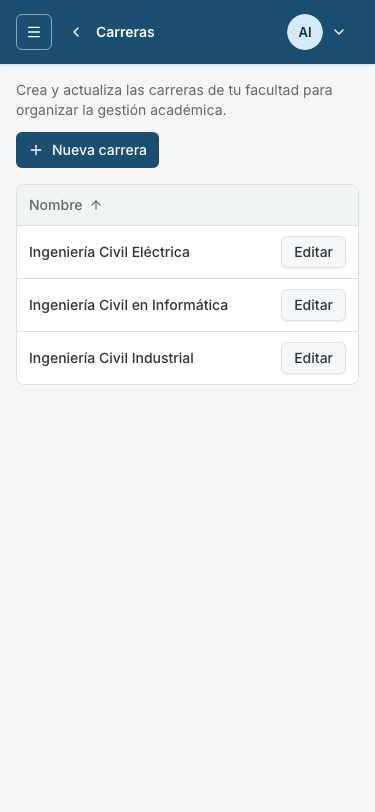 Carreras
AI
Crea y actualiza las carreras de tu facultad para
organizar la gestión académica.
Nueva carrera
Nombre
Ingeniería Civil Eléctrica
Editar
Ingeniería Civil en Informática
Editar
Ingeniería Civil Industrial
Editar